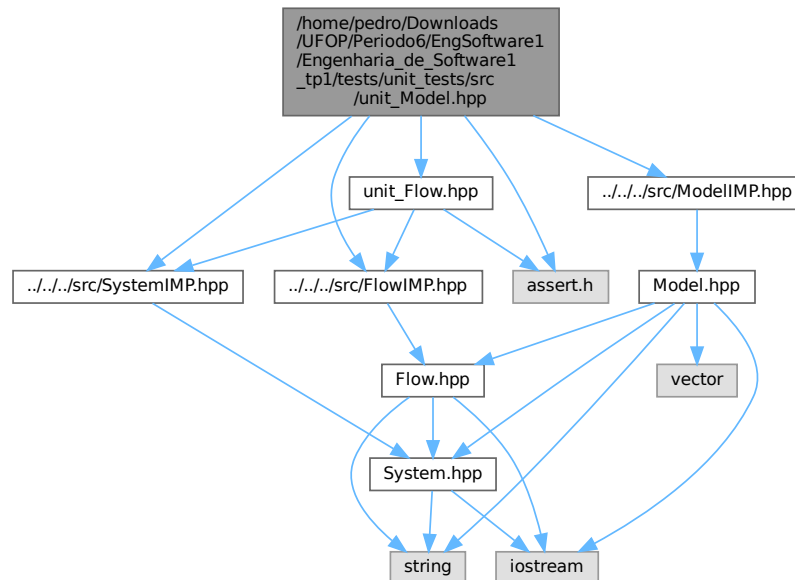 /home/pedro/Downloads
/UFOP/Periodo6/EngSoftware1
/Engenharia_de_Software1
_tp1/tests/unit_tests/src
/unit_Model.hpp
unit_Flow.hpp
../../../src/ModelIMP.hpp
../../../src/SystemIMP.hpp
../../../src/FlowIMP.hpp
assert.h
Model.hpp
Flow.hpp
vector
System.hpp
string
iostream